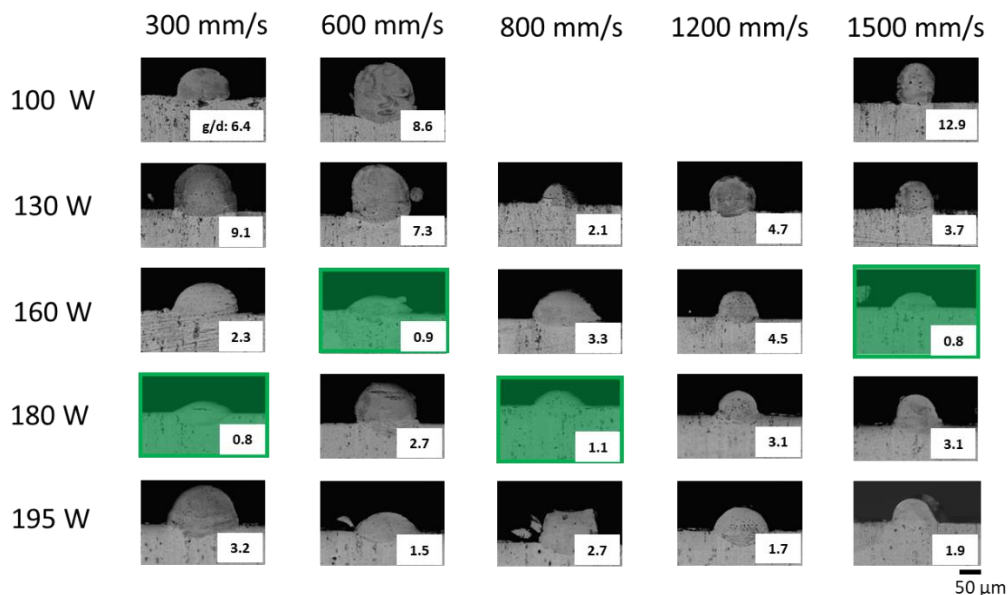 300 mm/s 600 mm/s 800 mm/s 1200 mm/s 1500 mm/s
100 W
g/d: 6.4 8.6 12.9
130 W
9.1 7.3 2.1 4.7 3.7
160 W
2.3 0.9 3.3 4.5 0.8
180 W
0.8 2.7 1.1 3.1 3.1
195 W
3.2 1.5 2.7 1.7 1.9
50 µm